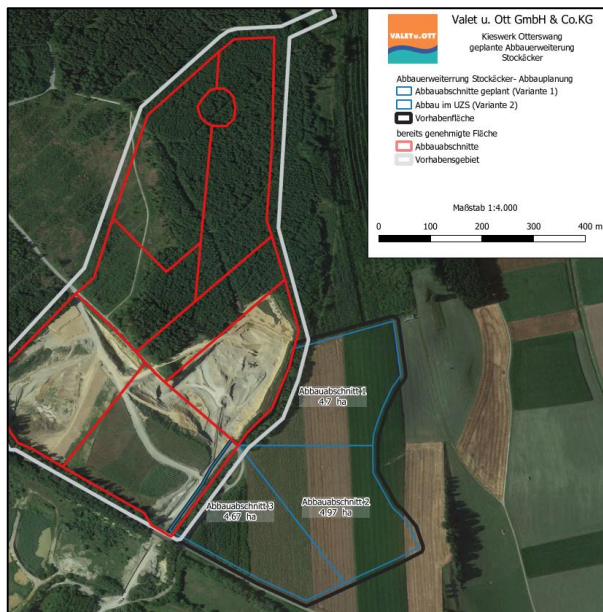 VALET u. OTT
Valet u. Ott GmbH & Co.KG
Kieswerk Otterswang
geplante Abbauerweiterung
Stockäcker
Abbauerweiterrung Stockäcker- Abbauplanung
Abbauabschnitte geplant (Variante 1)
Abbau im UZS (Variante 2)
Vorhabenfläche
bereits genehmigte Fläche
Abbauabschnitte
Vorhabensgebiet
Maßstab 1:4.000
0 100 200 300 400 m
Abbauabschnitt 1
4.7 ha
Abbauabschnitt 2
4.97 ha
Abbauabschnitt 3
4.67 ha